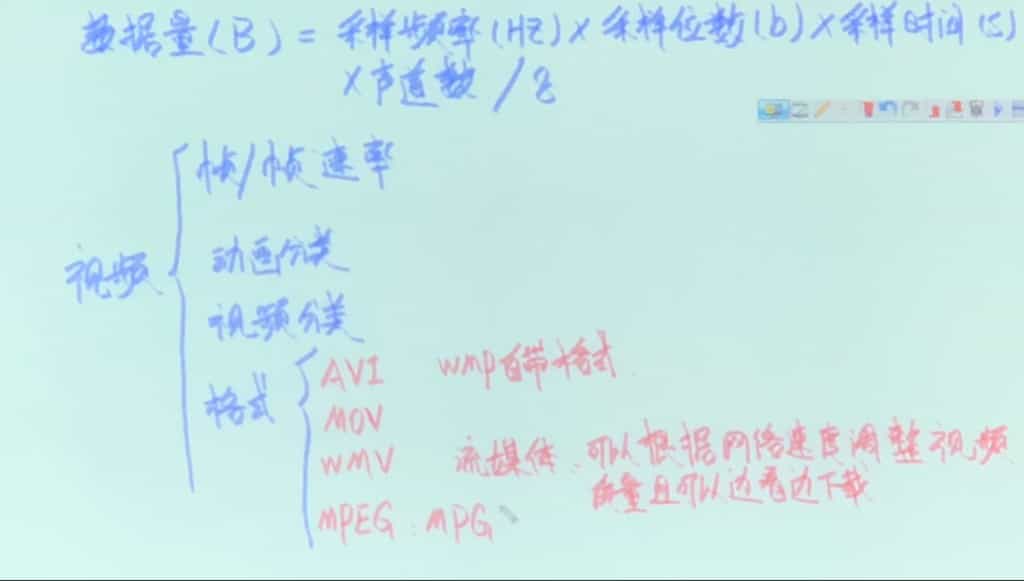 数据量(B) = 采样频率(HZ)×采样位数(b)×采样时间(s)
×声道数/8
视频
帧/帧速率
动画分类
视频分类
格式
AVI wmp自带格式.
MOV
WMV 流媒体、可以根据网络速度调整视频
质量且可以边看边下载
MPEG、MPG